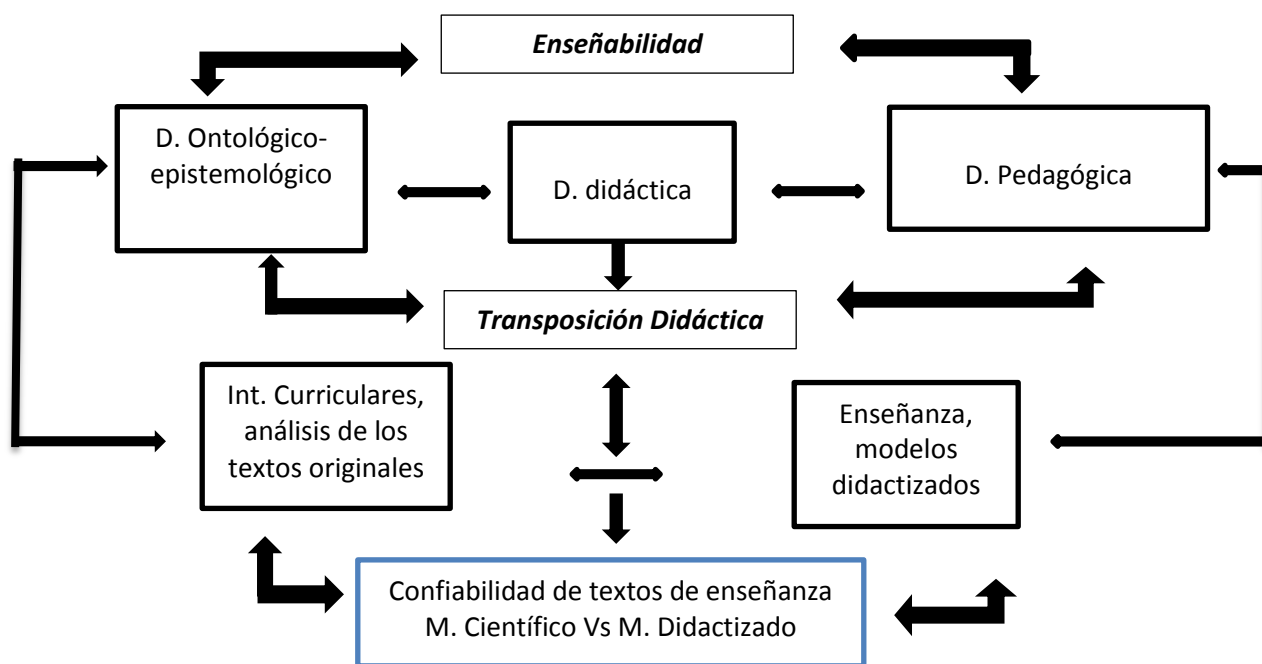 Enseñabilidad
D. Ontológico-
epistemológico
D. didáctica
D. Pedagógica
Transposición Didáctica
Int. Curriculares,
análisis de los
textos originales
Enseñanza,
modelos
didactizados
Confiabilidad de textos de enseñanza
M. Científico Vs M. Didactizado